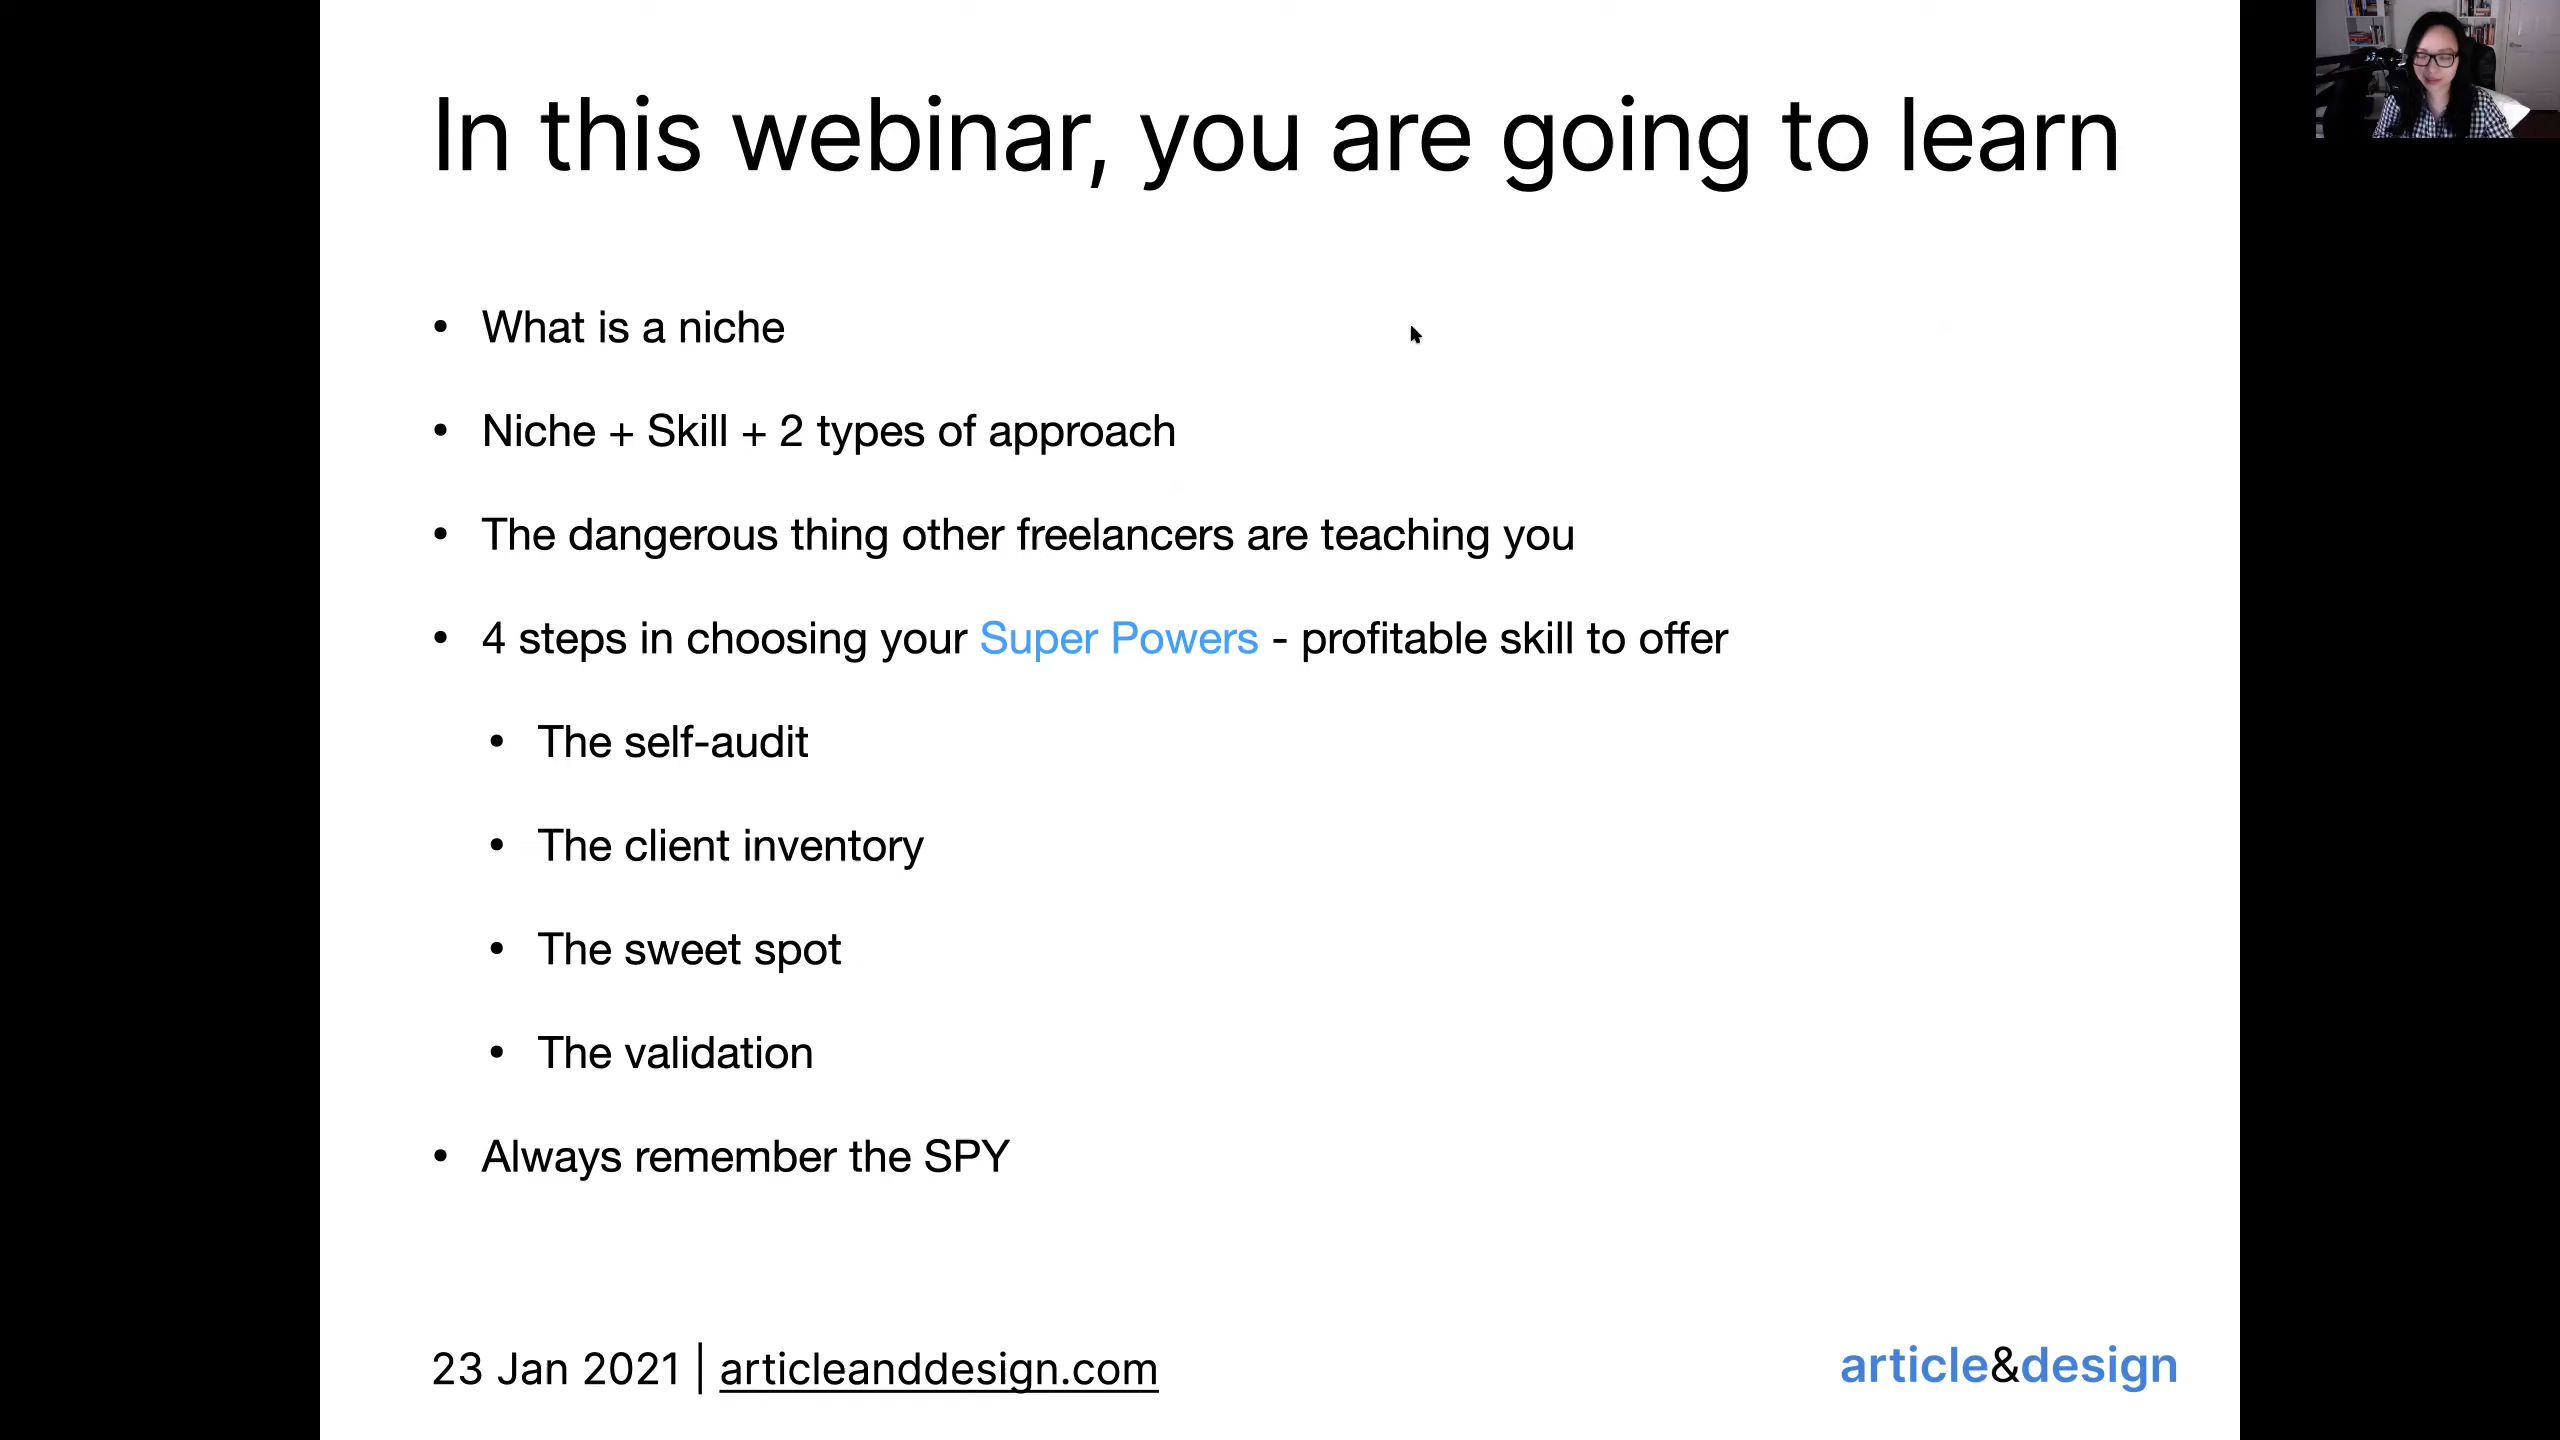 In this webinar, you are going to learn
• What is a niche
• Niche + Skill + 2 types of approach
• The dangerous thing other freelancers are teaching you
• 4 steps in choosing your Super Powers - profitable skill to offer
• The self-audit
• The client inventory
• The sweet spot
• The validation
• Always remember the SPY
23 Jan 2021 | articleanddesign.com
article&design